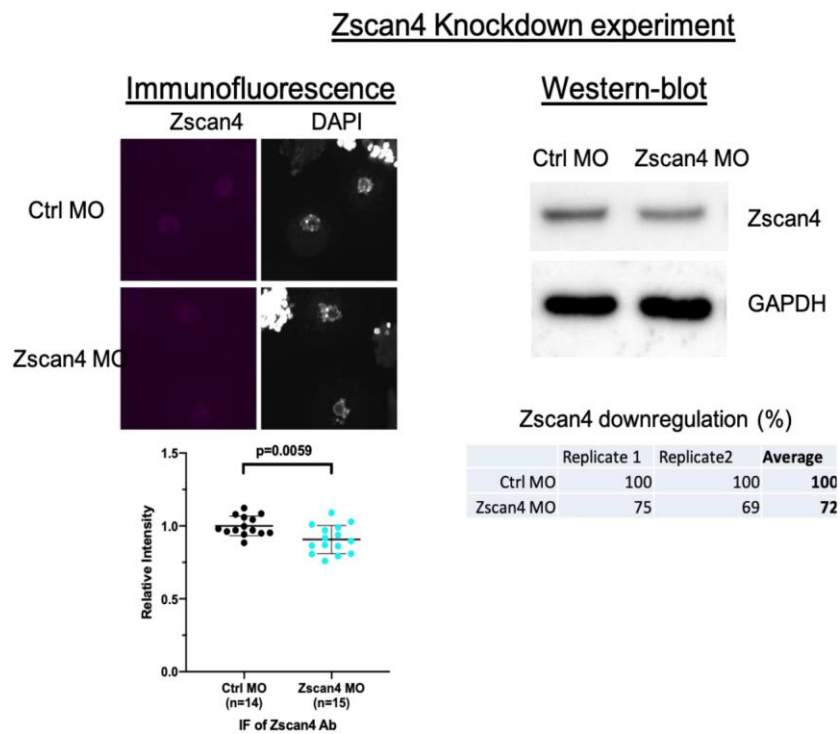 Zscan4 Knockdown experiment
Immunofluorescence
Zscan4 DAPI
Ctrl MO
Zscan4 MO
1.5
1.0
0.5
0.0
Relative Intensity
p=0.0059
Ctrl MO Zscan4 MO
(n=14) (n=15)
IF of Zscan4 Ab
Western-blot
Ctrl MO Zscan4 MO
Zscan4
GAPDH
Zscan4 downregulation (%)
Replicate 1 Replicate2 Average
Ctrl MO 100 100 100
Zscan4 MO 75 69 72